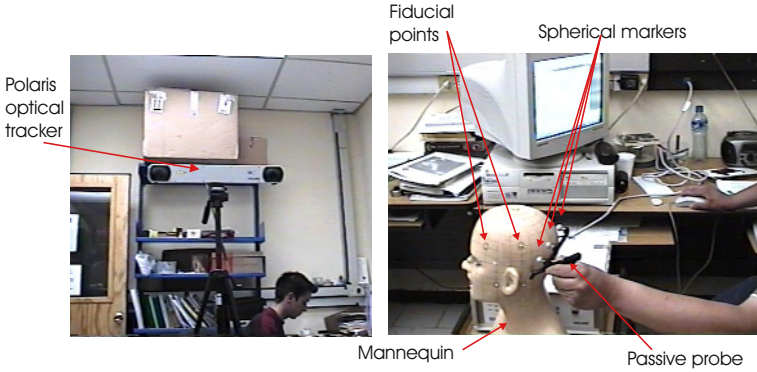 Fiducial
points
Spherical markers
Polaris
optical
tracker
Mannequin
Passive probe